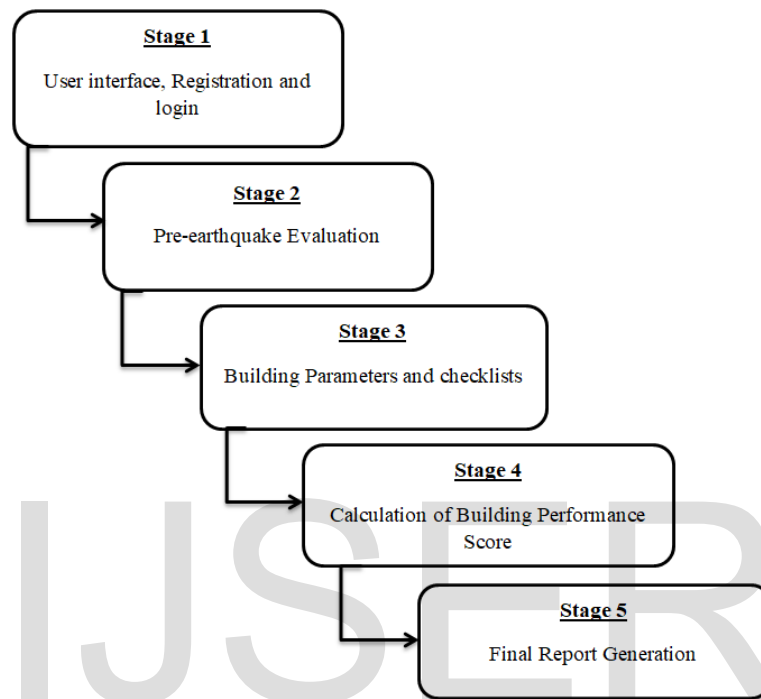 Stage 1
User interface, Registration and
login
Stage 2
Pre-earthquake Evaluation
Stage 3
Building Parameters and checklists
Stage 4
Calculation of Building Performance
Score
Stage 5
Final Report Generation
IJSER